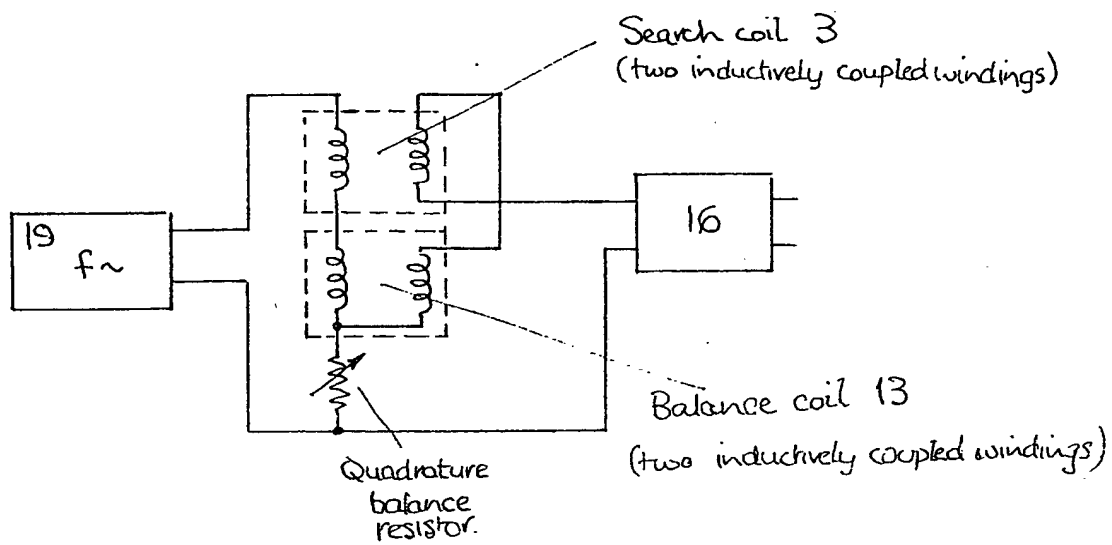 Search coil 3
(two inductively coupled windings)
19
f~
16
Balance coil 13
(two inductively coupled windings)
Quadrature
balance
resistor.